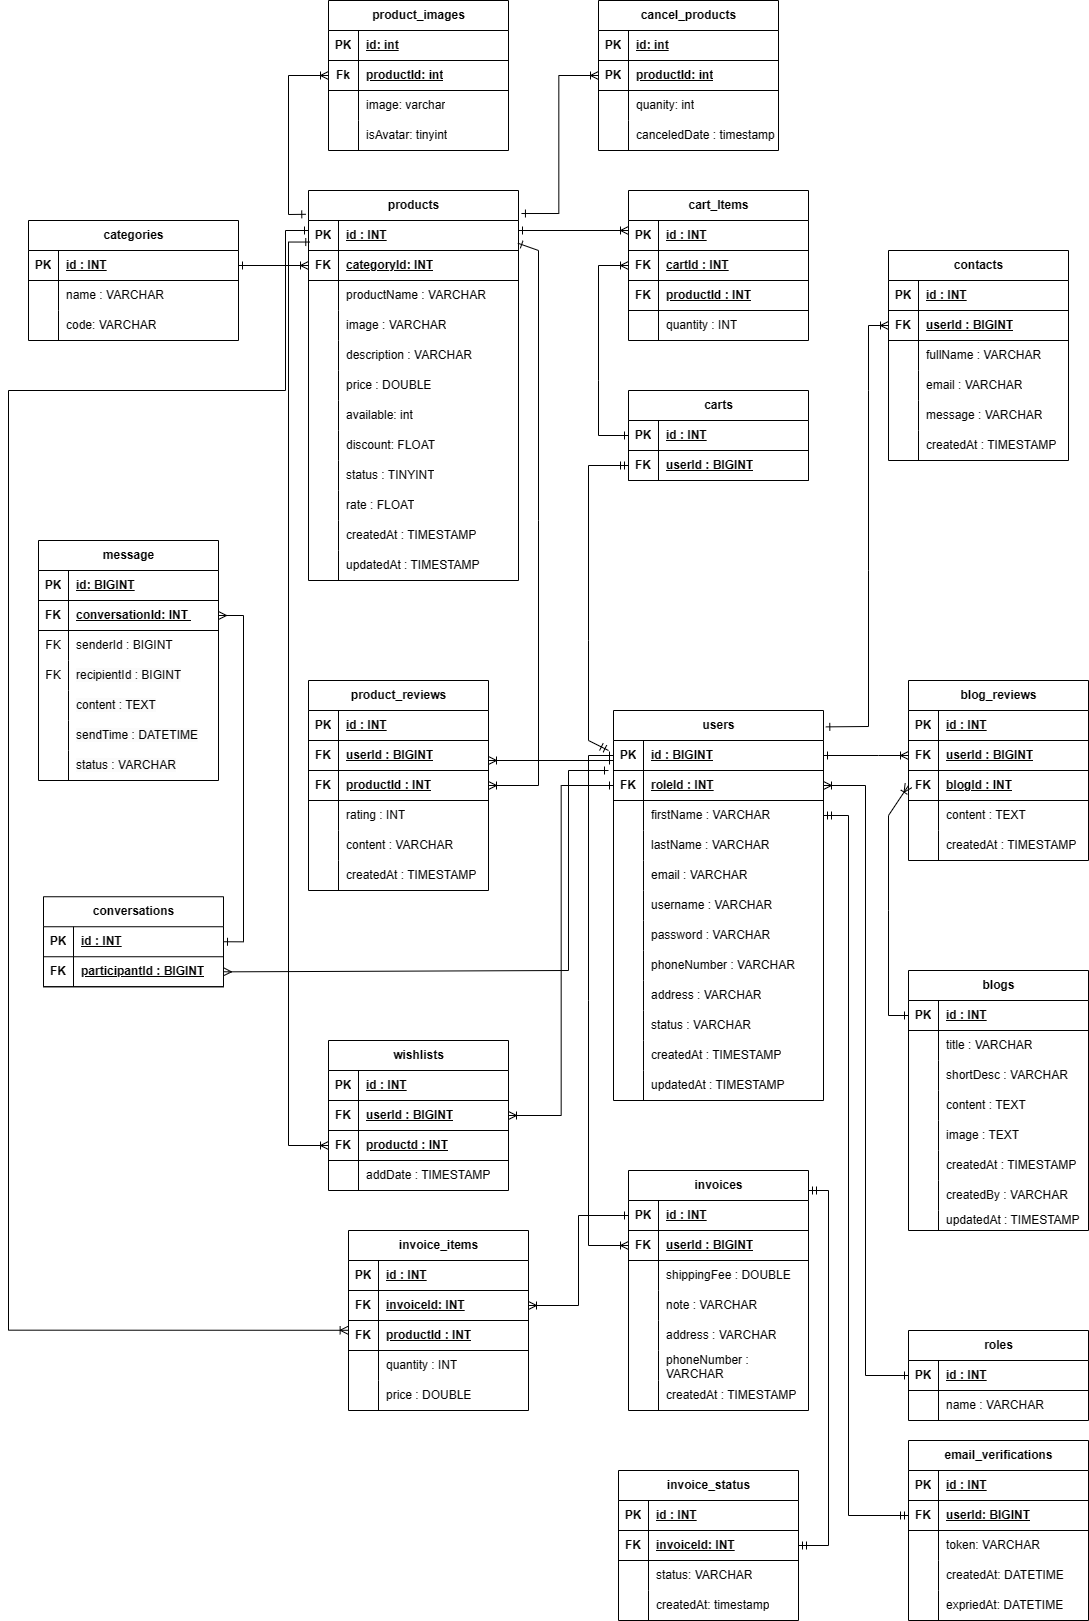 product_images
PK id: int
Fk productId: int
image: varchar
isAvatar: tinyint
cancel_products
PK id: int
PK productId: int
quanity: int
canceledDate : timestamp
categories
PK id : INT
name : VARCHAR
code: VARCHAR
products
PK id : INT
FK categoryId: INT
productName : VARCHAR
image : VARCHAR
description : VARCHAR
price : DOUBLE
available: int
discount: FLOAT
status : TINYINT
rate : FLOAT
createdAt : TIMESTAMP
updatedAt : TIMESTAMP
cart_Items
PK id : INT
FK cartId : INT
FK productId : INT
quantity : INT
contacts
PK id : INT
FK userId : BIGINT
fullName : VARCHAR
email : VARCHAR
message : VARCHAR
createdAt : TIMESTAMP
carts
PK id : INT
FK userId : BIGINT
message
PK id: BIGINT
FK conversationId: INT
FK senderId : BIGINT
FK recipientId : BIGINT
content : TEXT
sendTime : DATETIME
status : VARCHAR
product_reviews
PK id : INT
FK userId : BIGINT
FK productId : INT
rating : INT
content : VARCHAR
createdAt : TIMESTAMP
users
PK id : BIGINT
FK roleId : INT
firstName : VARCHAR
lastName : VARCHAR
email : VARCHAR
username : VARCHAR
password : VARCHAR
phoneNumber : VARCHAR
address : VARCHAR
status : VARCHAR
createdAt : TIMESTAMP
updatedAt : TIMESTAMP
blog_reviews
PK id : INT
FK userId : BIGINT
FK blogId : INT
content : TEXT
createdAt : TIMESTAMP
conversations
PK id : INT
FK participantId : BIGINT
blogs
PK id : INT
title : VARCHAR
shortDesc : VARCHAR
content : TEXT
image : TEXT
createdAt : TIMESTAMP
createdBy : VARCHAR
updatedAt : TIMESTAMP
wishlists
PK id : INT
FK userId : BIGINT
FK productd : INT
addDate : TIMESTAMP
invoices
PK id : INT
FK userId : BIGINT
shippingFee : DOUBLE
note : VARCHAR
address : VARCHAR
phoneNumber :
VARCHAR
createdAt : TIMESTAMP
invoice_items
PK id : INT
FK invoiceId: INT
FK productId : INT
quantity : INT
price : DOUBLE
roles
PK id : INT
name : VARCHAR
email_verifications
PK id : INT
FK userId: BIGINT
token: VARCHAR
createdAt: DATETIME
expriedAt: DATETIME
invoice_status
PK id : INT
FK invoiceId: INT
status: VARCHAR
createdAt: timestamp